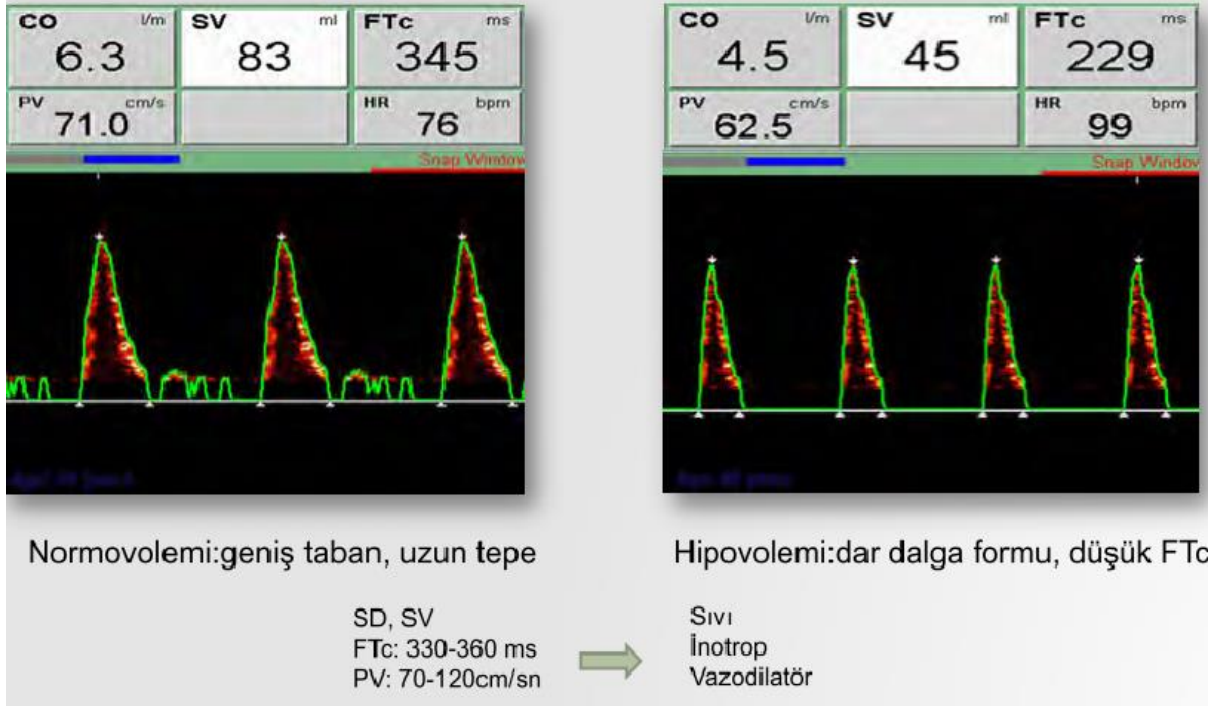 CO l/m SV ml FTc ms
6.3 83 345
PV cm/s HR bpm
71.0 76
Snap Window
CO l/m SV ml FTc ms
4.5 45 229
PV cm/s HR bpm
62.5 99
Snap Window
Normovolemi:geniş taban, uzun tepe
Hipovolemi:dar dalga formu, düşük FTc
SD, SV
FTc: 330-360 ms
PV: 70-120cm/sn
Sıvı
İnotrop
Vazodilatör